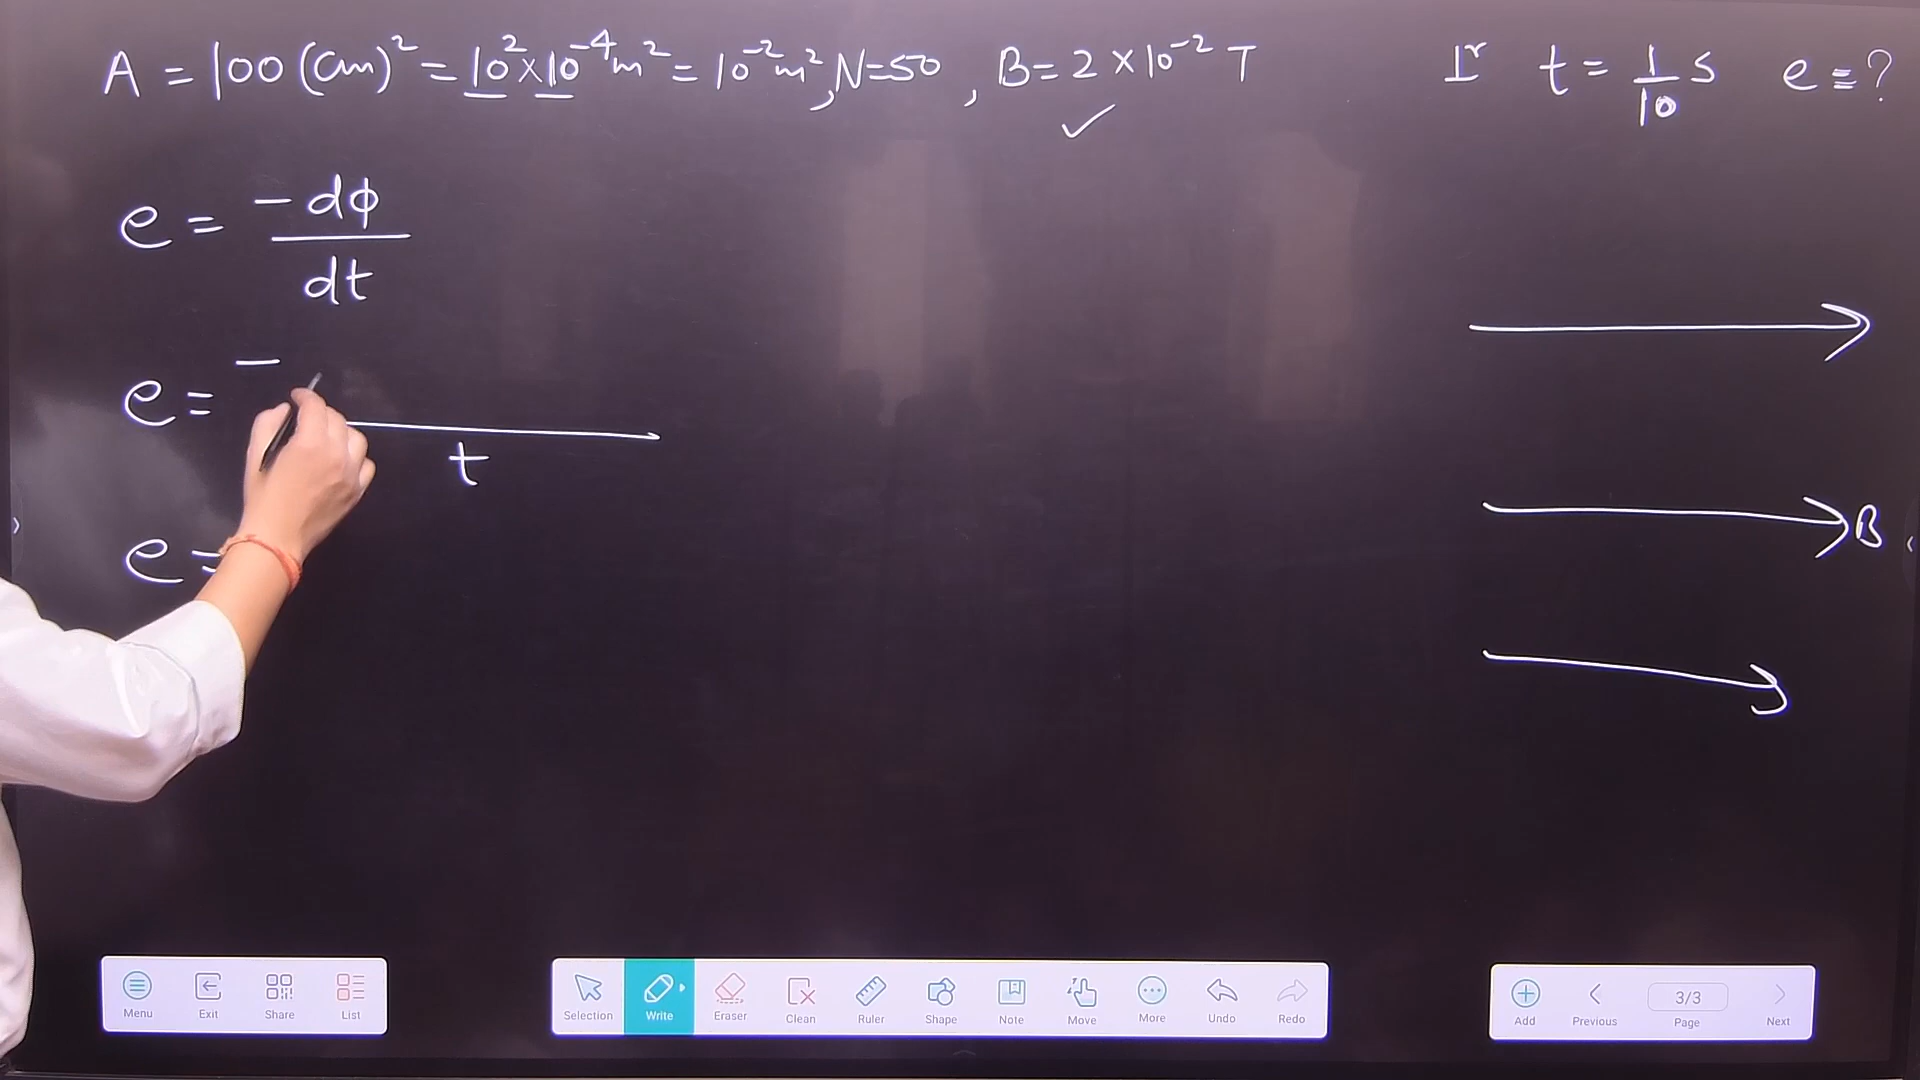 A = 100 (cm)² = 10² × 10⁻⁴ m² = 10⁻² m², N=50, B= 2 × 10⁻² T t = 1/10 s e = ?
e = -dϕ/dt
e = - /t
B
e =
Menu Exit Share List Selection Write Eraser Clean Ruler Shape Note Move More Undo Redo Add Previous 3/3 Page Next